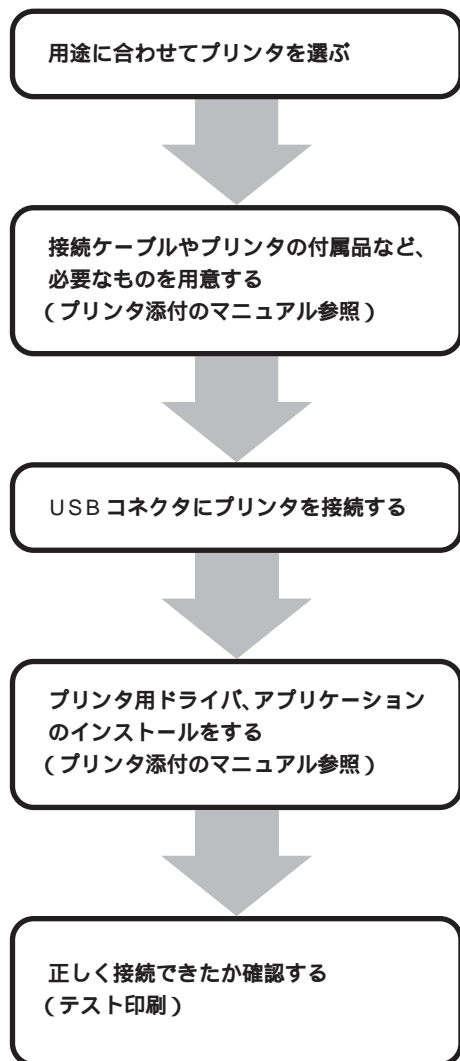 用途に合わせてプリンタを選ぶ
接続ケーブルやプリンタの付属品など、
必要なものを用意する
(プリンタ添付のマニュアル参照)
USBコネクタにプリンタを接続する
プリンタ用ドライバ、アプリケーション
のインストールをする
(プリンタ添付のマニュアル参照)
正しく接続できたか確認する
(テスト印刷)